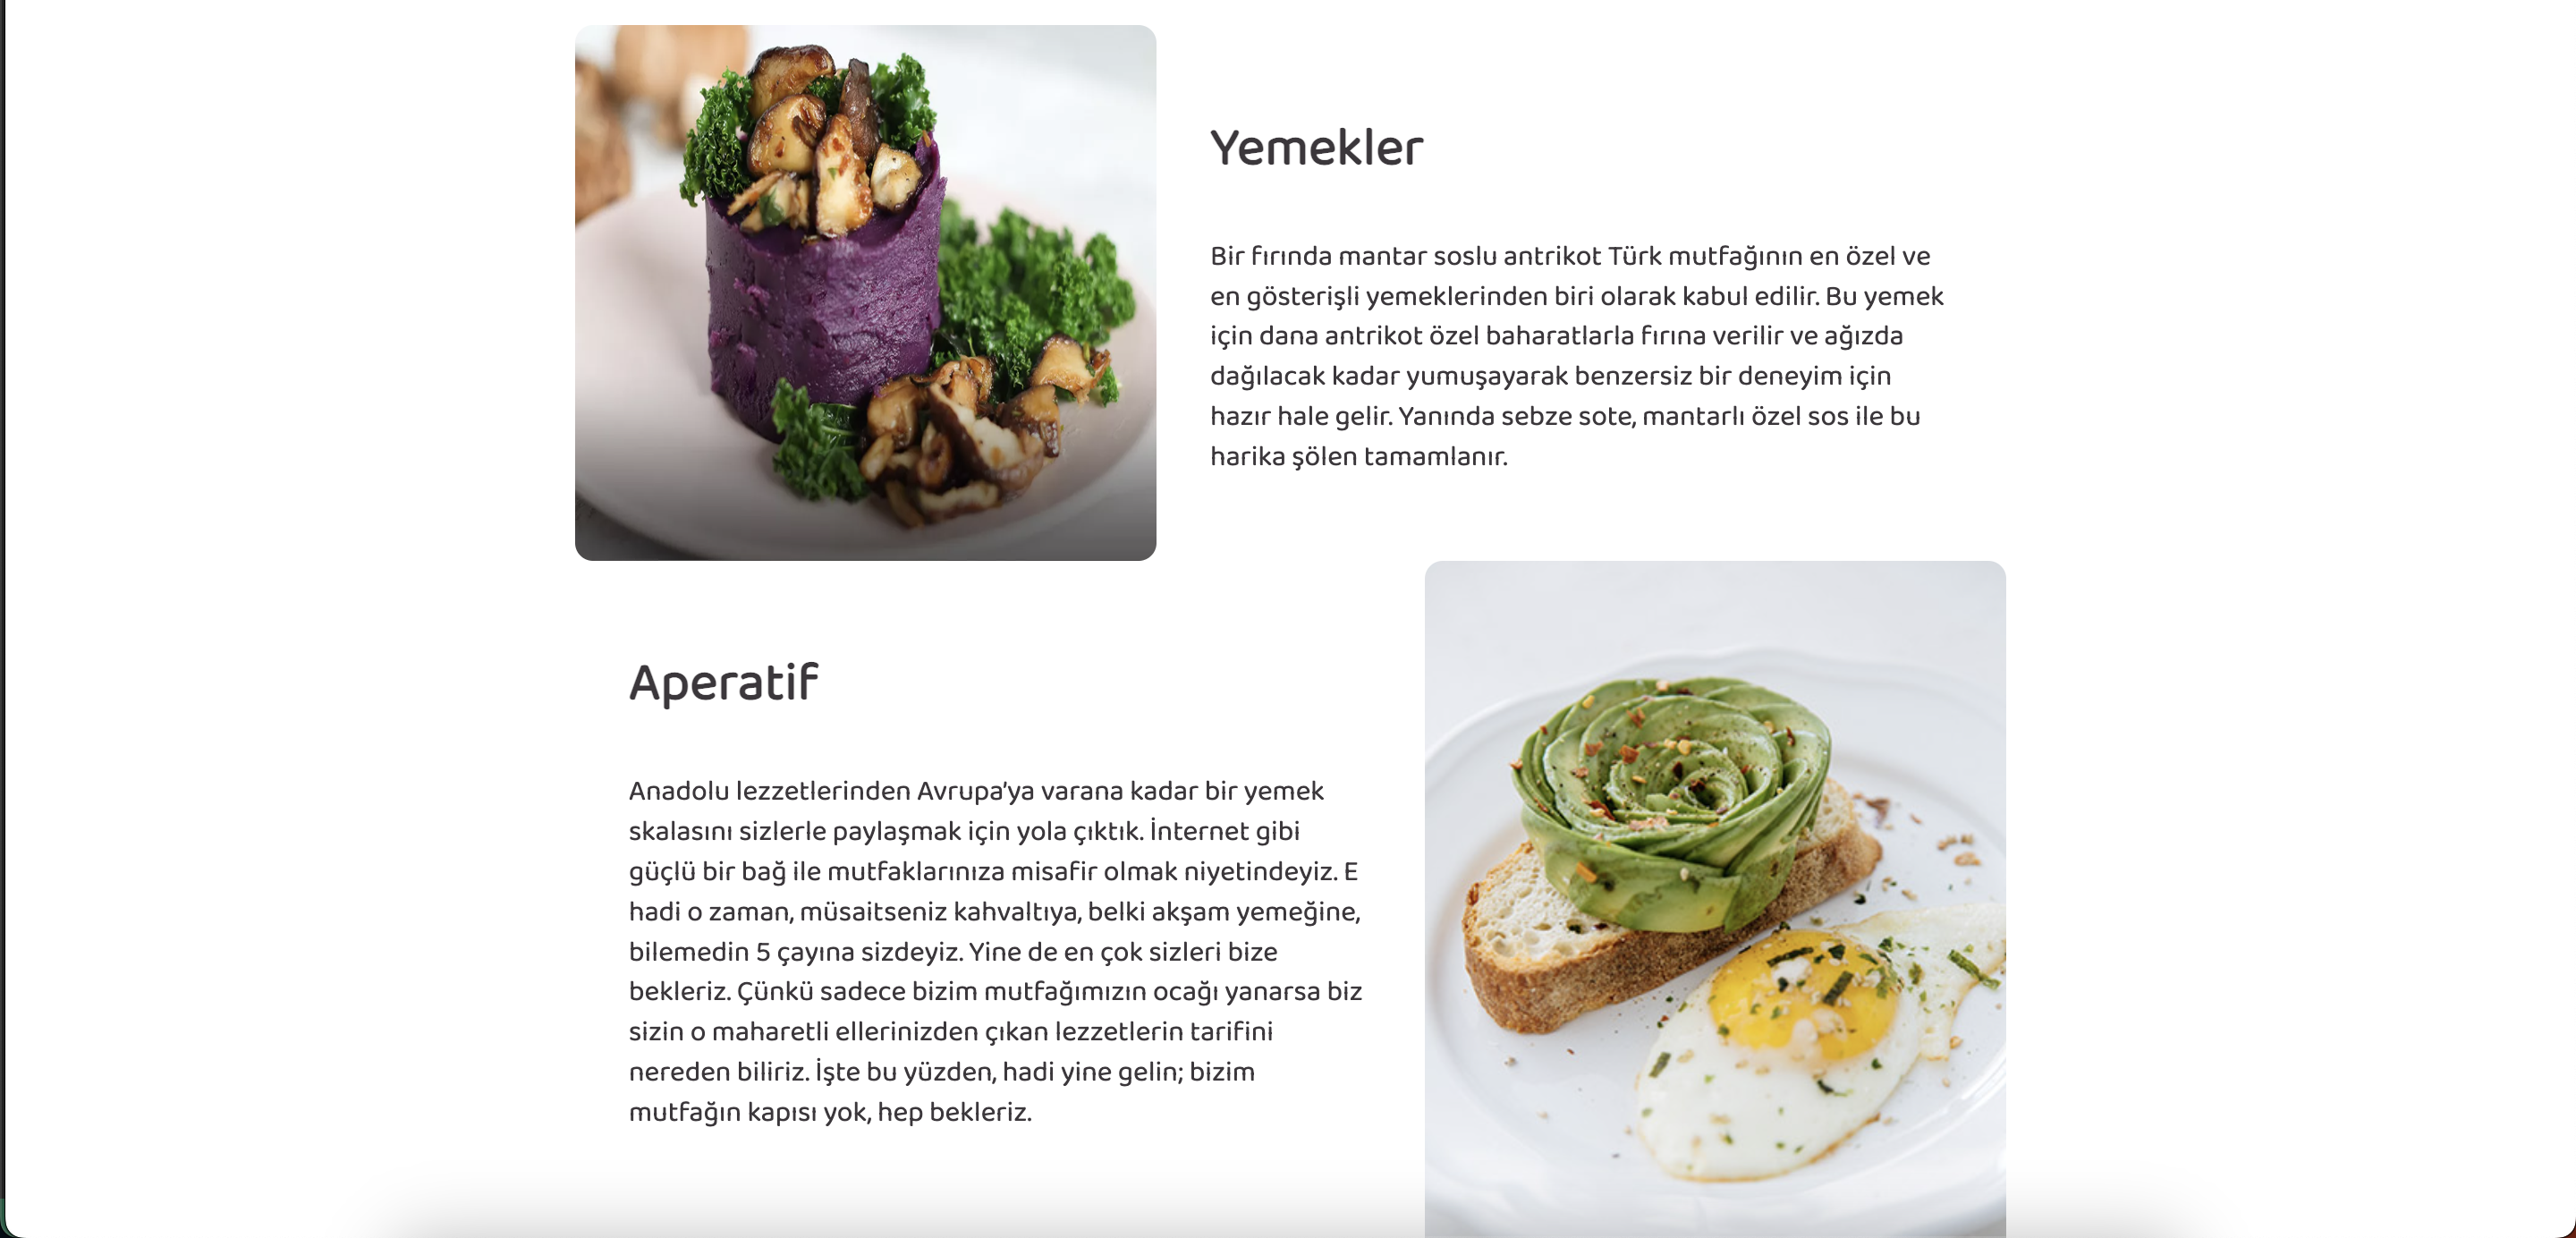 Yemekler
Bir fırında mantar soslu antrikot Türk mutfağının en özel ve
en gösterişli yemeklerinden biri olarak kabul edilir. Bu yemek
için dana antrikot özel baharatlarla fırına verilir ve ağızda
dağılacak kadar yumuşayarak benzersiz bir deneyim için
hazır hale gelir. Yanında sebze sote, mantarlı özel sos ile bu
harika şölen tamamlanır.
Aperatif
Anadolu lezzetlerinden Avrupa’ya varana kadar bir yemek
skalasını sizlerle paylaşmak için yola çıktık. İnternet gibi
güçlü bir bağ ile mutfaklarınıza misafir olmak niyetindeyiz. E
hadi o zaman, müsaitseniz kahvaltıya, belki akşam yemeğine,
bilemedin 5 çayına sizdeyiz. Yine de en çok sizleri bize
bekleriz. Çünkü sadece bizim mutfağımızın ocağı yanarsa biz
sizin o maharetli ellerinizden çıkan lezzetlerin tarifini
nereden biliriz. İşte bu yüzden, hadi yine gelin; bizim
mutfağın kapısı yok, hep bekleriz.